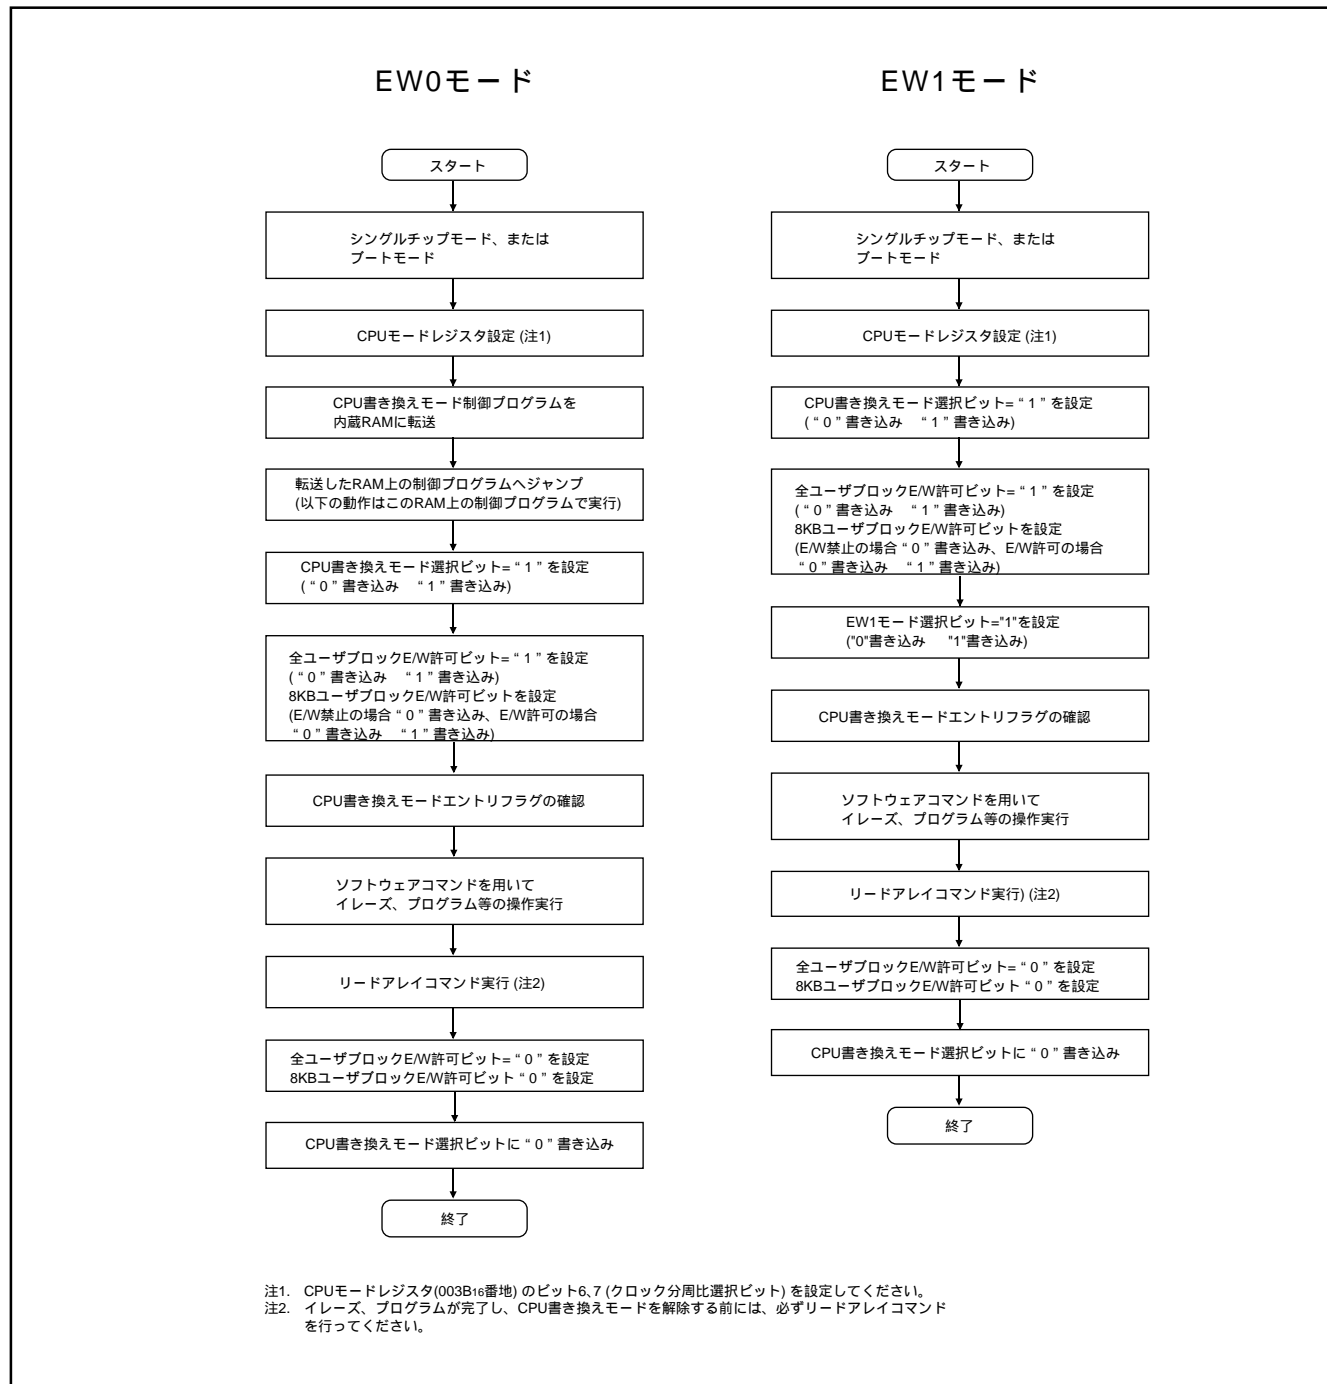 EW0モード
スタート
シングルチップモード、または
ブートモード
CPUモードレジスタ設定 (注1)
CPU書き換えモード制御プログラムを
内蔵RAMに転送
転送したRAM上の制御プログラムへジャンプ
(以下の動作はこのRAM上の制御プログラムで実行)
CPU書き換えモード選択ビット= “ 1 ” を設定
( “ 0 ” 書き込み “ 1 ” 書き込み)
全ユーザブロックE/W許可ビット= “ 1 ” を設定
( “ 0 ” 書き込み “ 1 ” 書き込み)
8KBユーザブロックE/W許可ビットを設定
(E/W禁止の場合 “ 0 ” 書き込み、E/W許可の場合
“ 0 ” 書き込み “ 1 ” 書き込み)
CPU書き換えモードエントリフラグの確認
ソフトウェアコマンドを用いて
イレーズ、プログラム等の操作実行
リードアレイコマンド実行 (注2)
全ユーザブロックE/W許可ビット= “ 0 ” を設定
8KBユーザブロックE/W許可ビット “ 0 ” を設定
CPU書き換えモード選択ビットに “ 0 ” 書き込み
終了
EW1モード
スタート
シングルチップモード、または
ブートモード
CPUモードレジスタ設定 (注1)
CPU書き換えモード選択ビット= “ 1 ” を設定
( “ 0 ” 書き込み “ 1 ” 書き込み)
全ユーザブロックE/W許可ビット= “ 1 ” を設定
( “ 0 ” 書き込み “ 1 ” 書き込み)
8KBユーザブロックE/W許可ビットを設定
(E/W禁止の場合 “ 0 ” 書き込み、E/W許可の場合
“ 0 ” 書き込み “ 1 ” 書き込み)
EW1モード選択ビット="1"を設定
("0"書き込み "1"書き込み)
CPU書き換えモードエントリフラグの確認
ソフトウェアコマンドを用いて
イレーズ、プログラム等の操作実行
リードアレイコマンド実行) (注2)
全ユーザブロックE/W許可ビット= “ 0 ” を設定
8KBユーザブロックE/W許可ビット “ 0 ” を設定
CPU書き換えモード選択ビットに “ 0 ” 書き込み
終了
注1. CPUモードレジスタ(003B16番地) のビット6、7 (クロック分周比選択ビット) を設定してください。
注2. イレーズ、プログラムが完了し、CPU書き換えモードを解除する前には、必ずリードアレイコマンド
を行ってください。